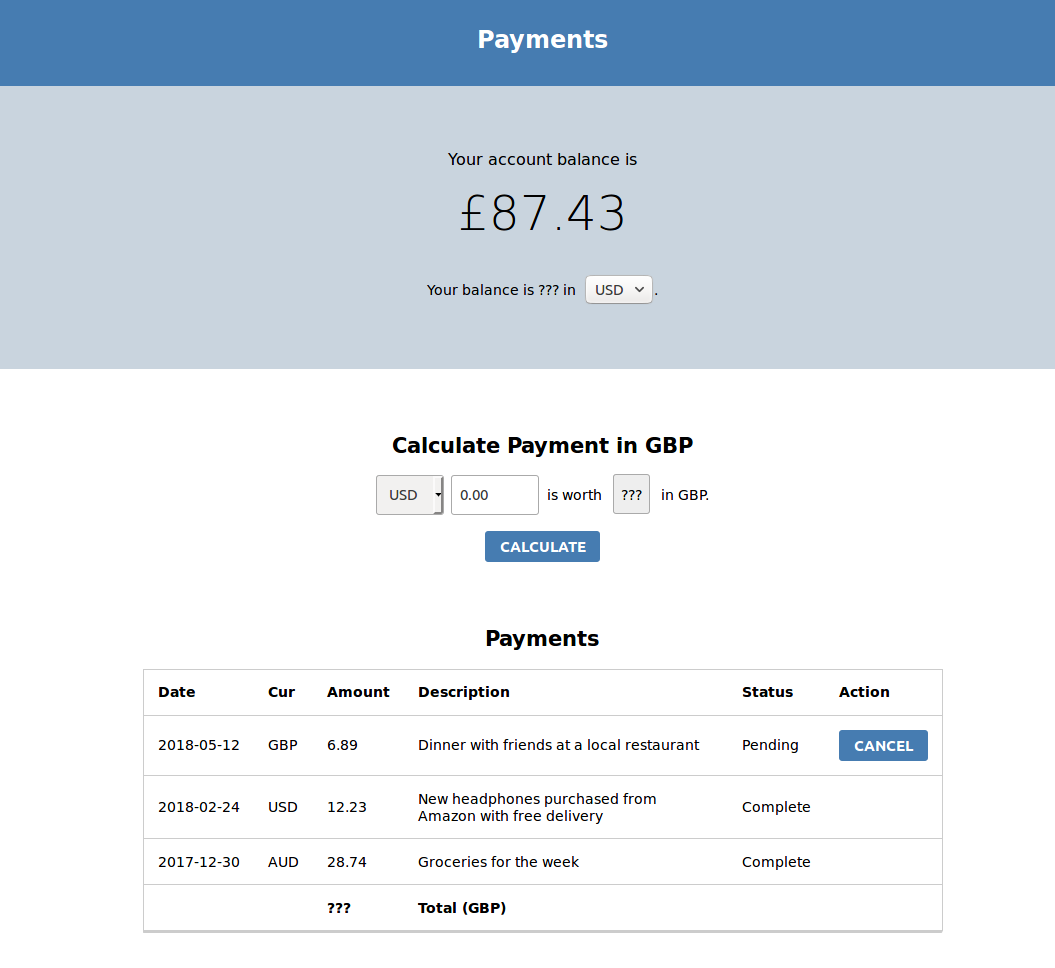 Payments
Your account balance is
£87.43
Your balance is ??? in USD .
Calculate Payment in GBP
USD 0.00 is worth ??? in GBP.
CALCULATE
Payments
Date Cur Amount Description Status Action
2018-05-12 GBP 6.89 Dinner with friends at a local restaurant Pending CANCEL
2018-02-24 USD 12.23 New headphones purchased from
Amazon with free delivery Complete
2017-12-30 AUD 28.74 Groceries for the week Complete
??? Total (GBP)